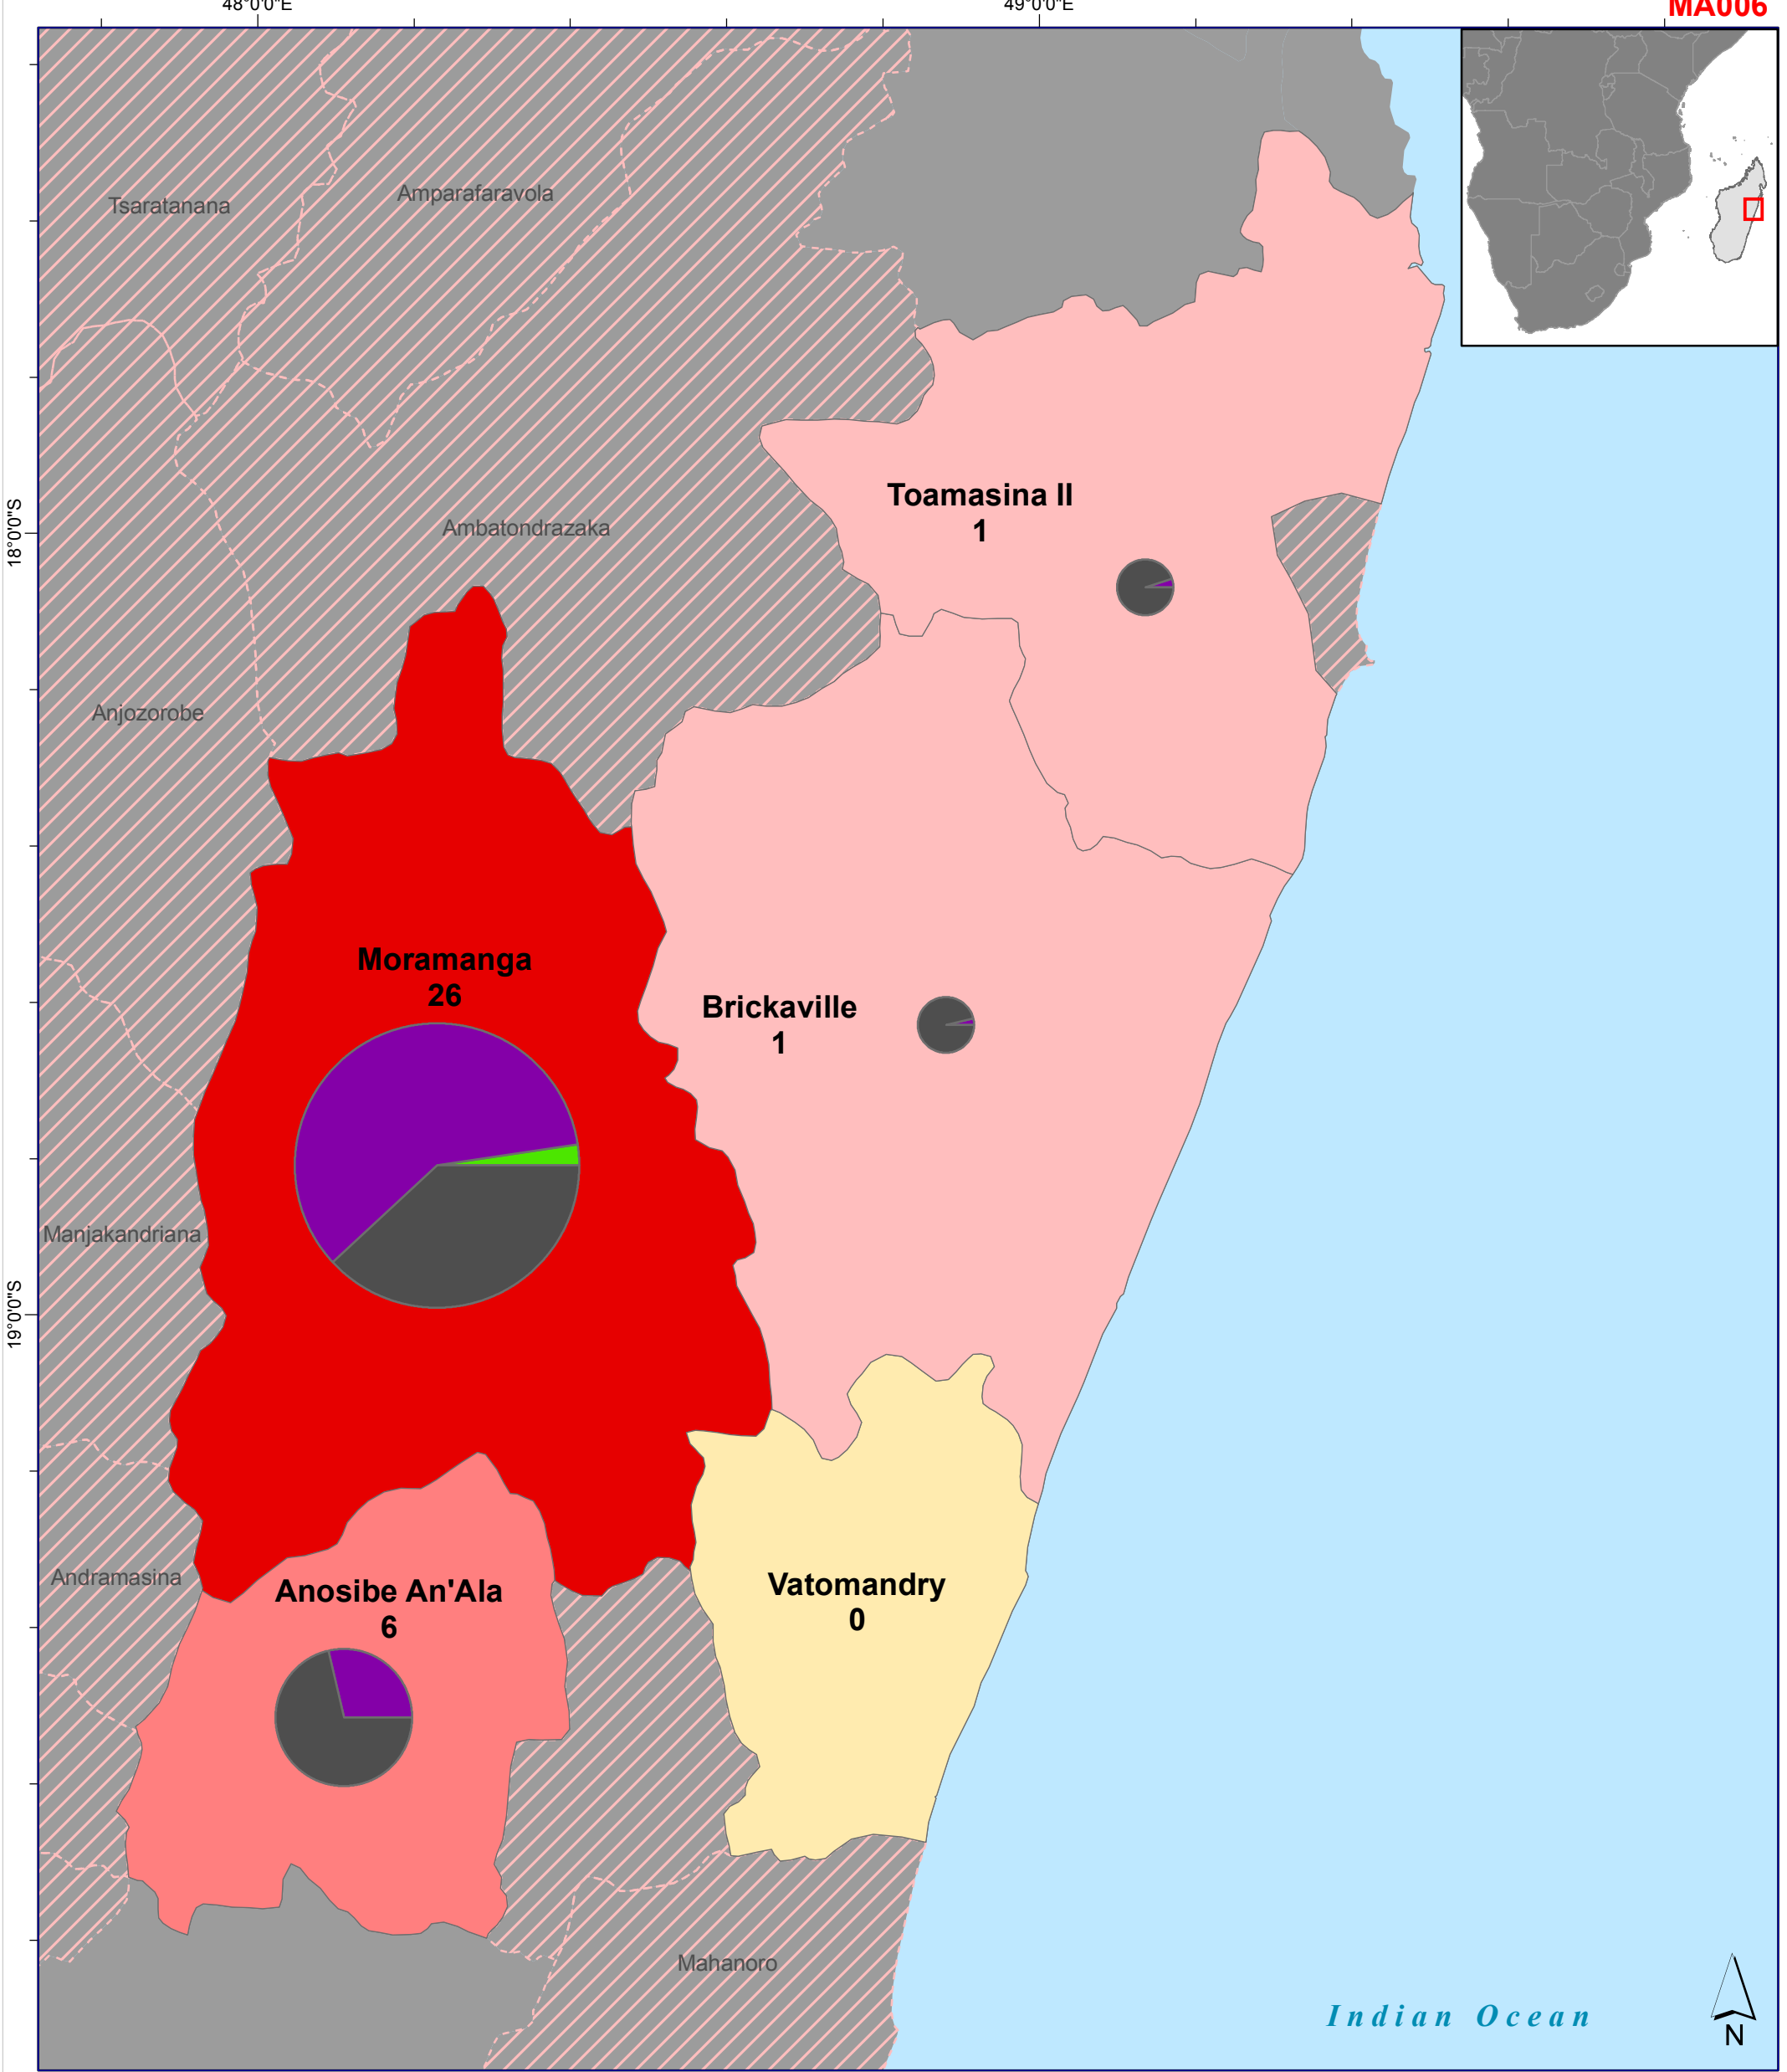 48°0'0"E
49°0'0"E
MA006
Tsaratanana
Amparafaravola
Toamasina II
1
18°0'0"S
Ambatondrazaka
Anjozorobe
Moramanga
26
Brickaville
1
Manjakandriana
19°0'0"S
Andramasina
Anosibe An'Ala
6
Vatomandry
0
Mahanoro
Indian Ocean
N